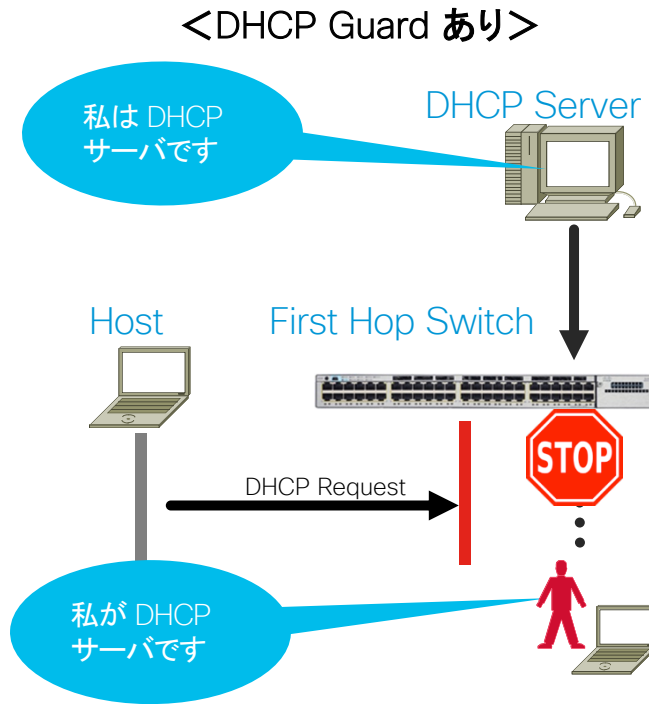 ＜DHCP Guard あり＞
私は DHCP
サーバです
DHCP Server
Host
First Hop Switch
STOP
DHCP Request
私が DHCP
サーバです